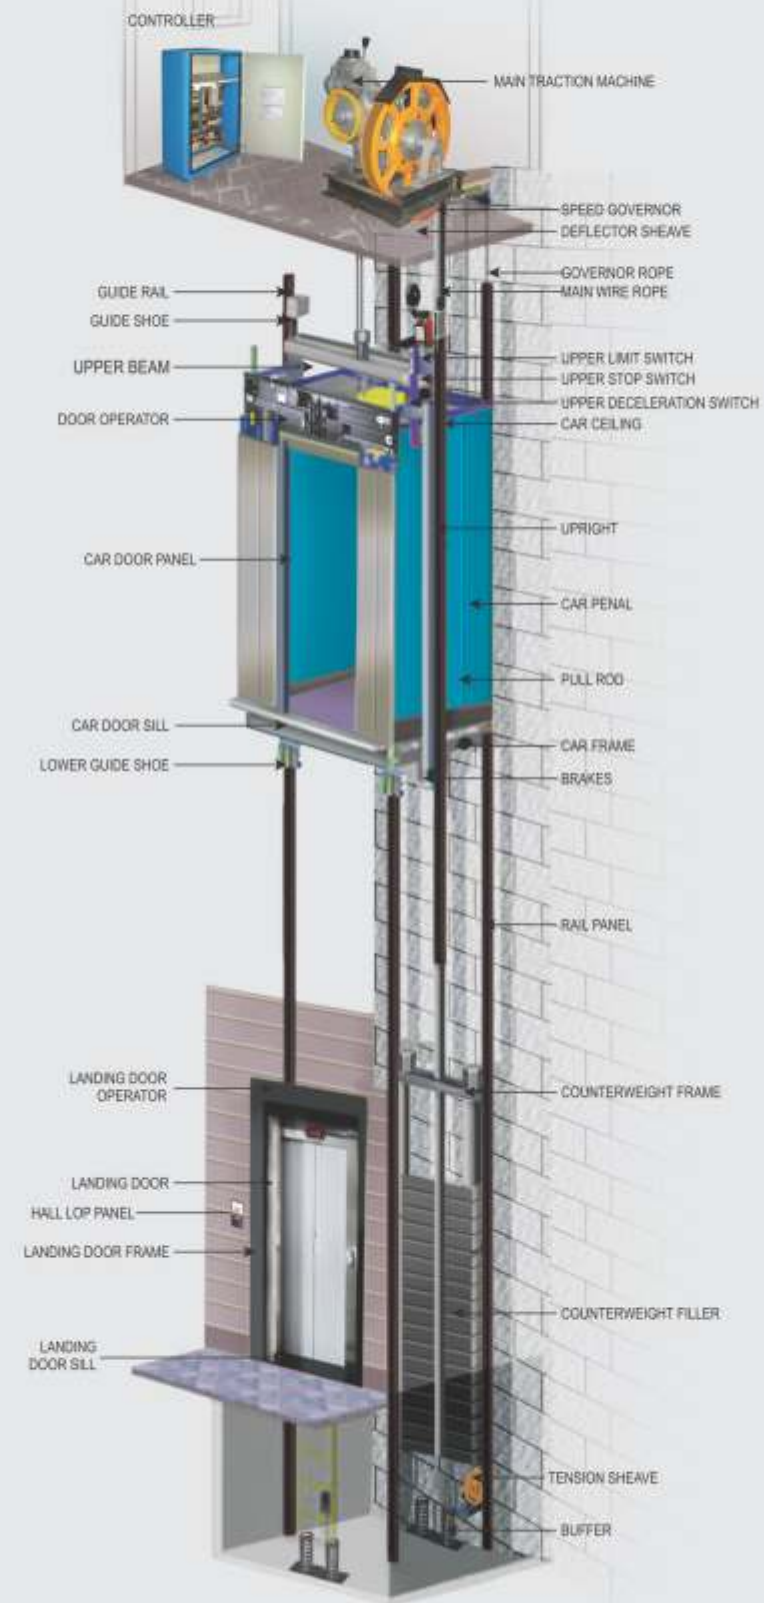 CONTROLLER
MAIN TRACTION MACHINE
SPEED GOVERNOR
DEFLECTOR SHEAVE
GOVERNOR ROPE
GUIDE RAIL
MAIN WIRE ROPE
GUIDE SHOE
UPPER LIMIT SWITCH
UPPER BEAM
UPPER STOP SWITCH
UPPER DECELERATION SWITCH
DOOR OPERATOR
CAR CEILING
UPRIGHT
CAR DOOR PANEL
CAR PENAL
PULL ROD
CAR DOOR SILL
CAR FRAME
LOWER GUIDE SHOE
BRAKES
RAIL PANEL
LANDING DOOR
OPERATOR
COUNTERWEIGHT FRAME
LANDING DOOR
HALL LOP PANEL
LANDING DOOR FRAME
COUNTERWEIGHT FILLER
LANDING
DOOR SILL
TENSION SHEAVE
BUFFER